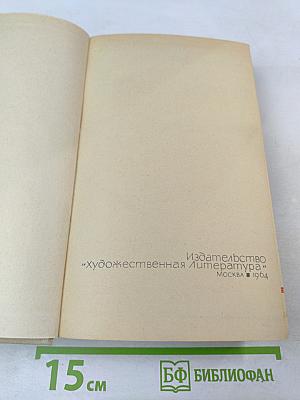 Издательство
«Художественная литература»
Москва ■ 1964
15 см
БФ БИБЛИОФАН